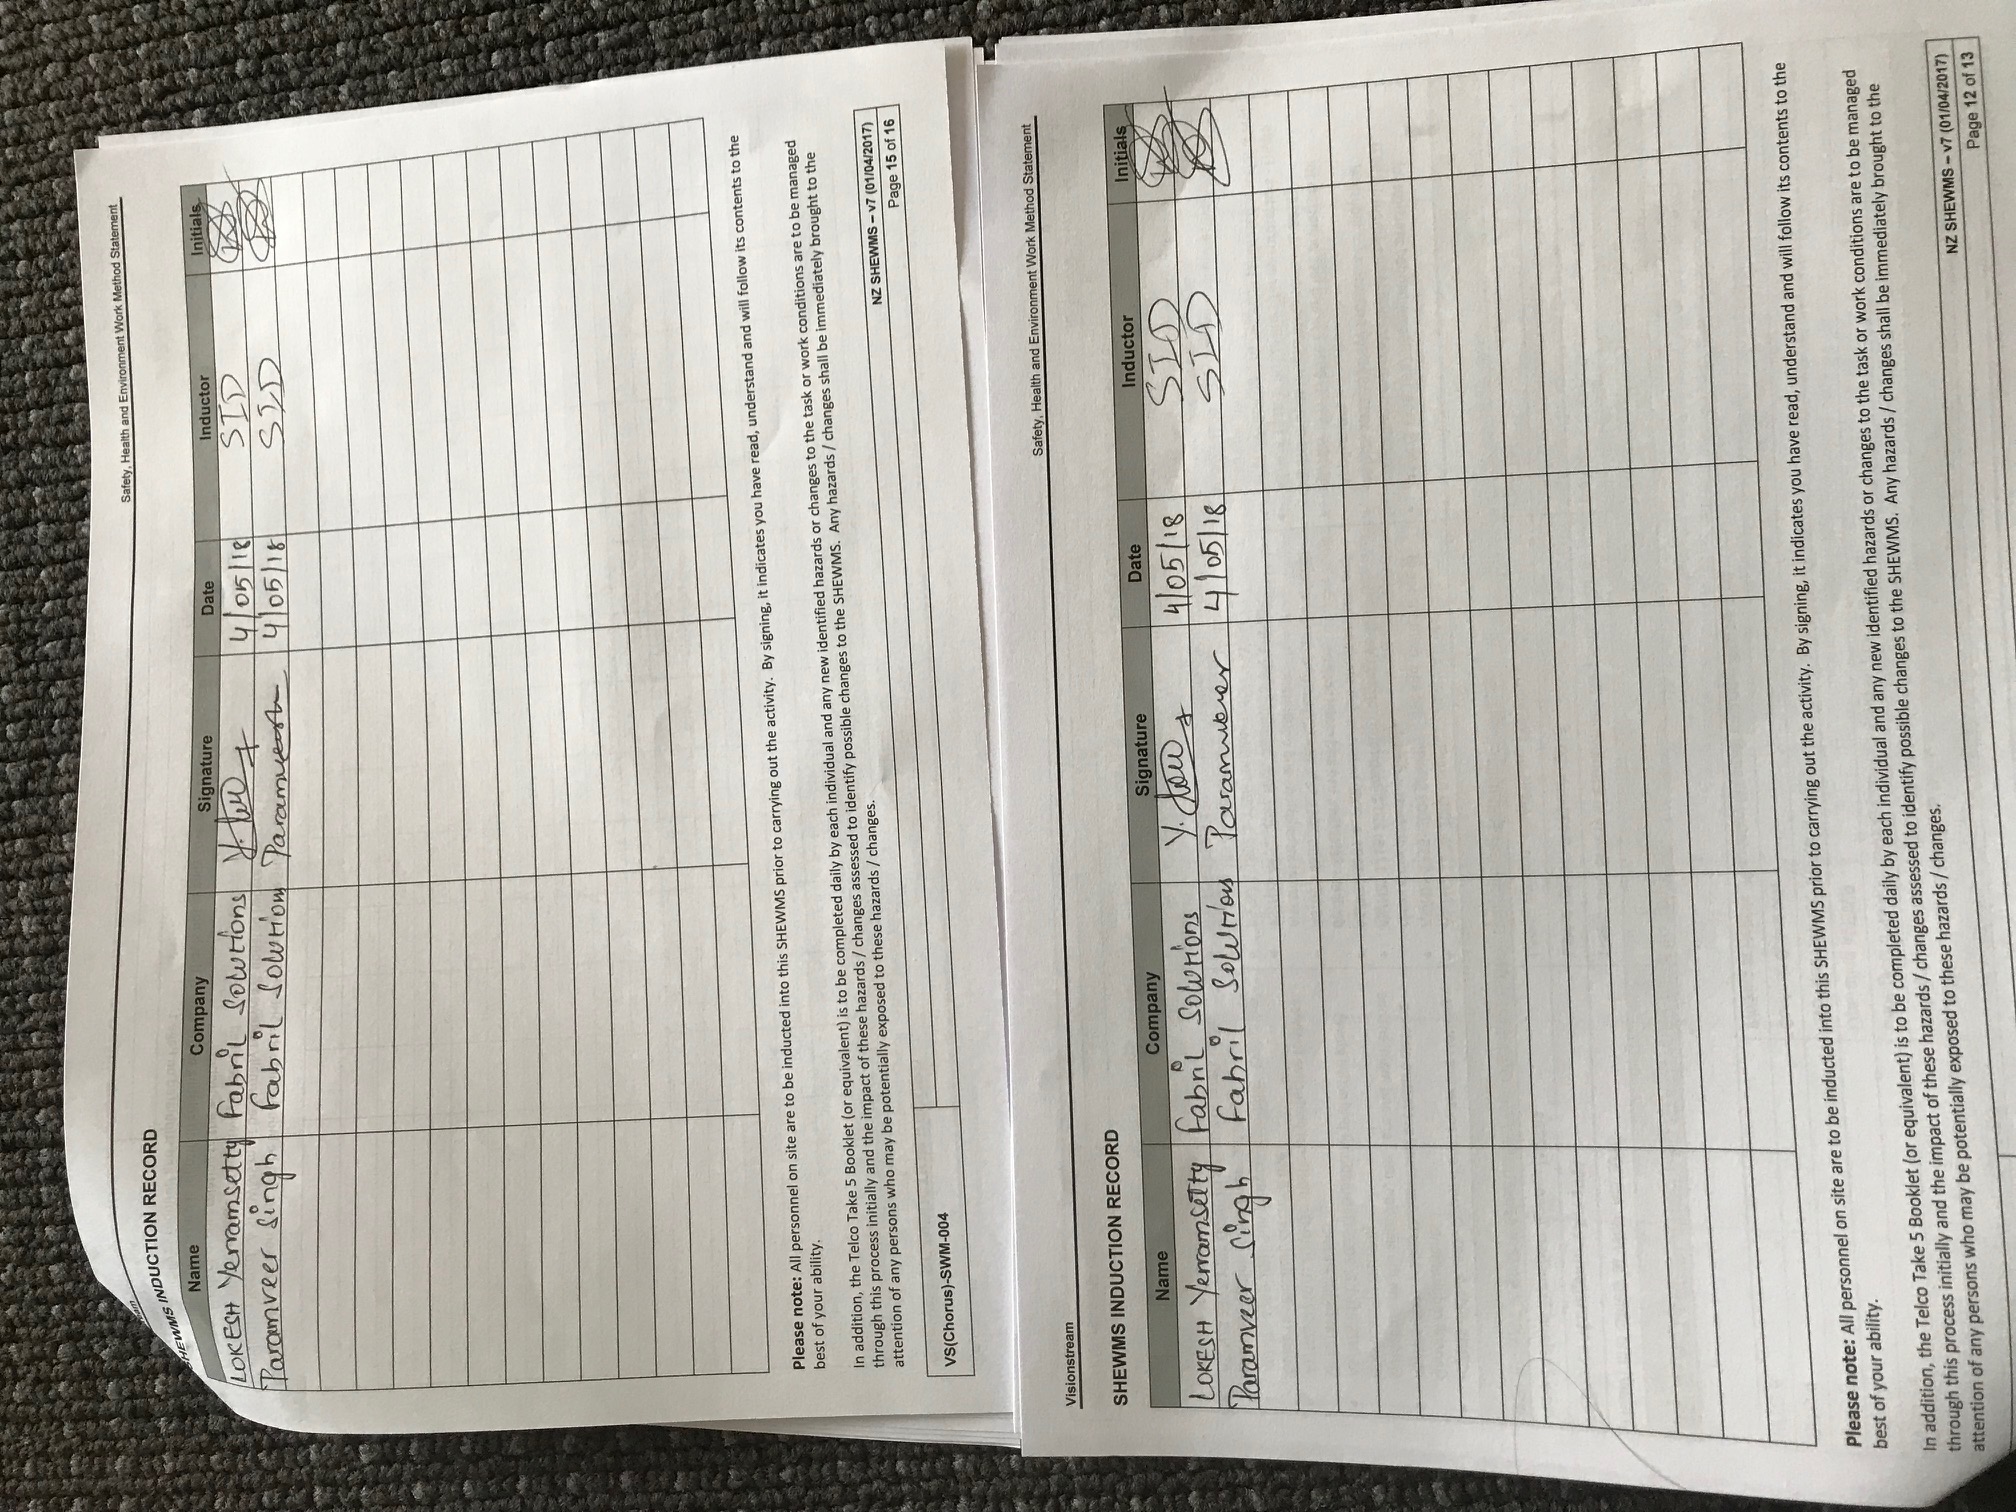 Safety, Health and Environment Work Method Statement
SHEWMS INDUCTION RECORD
Name Company Signature Date Inductor Initials
LOKESH Yerramsetty Fabril Solutions 4/05/18 SID
Paramveer Singh Fabril Solution 4/05/18 SID
Please note: All personnel on site are to be inducted into this SHEWMS prior to carrying out the activity. By signing, it indicates you have read, understand and will follow its contents to the
best of your ability.
In addition, the Telco Take 5 Booklet (or equivalent) is to be completed daily by each individual and any new identified hazards or changes to the task or work conditions are to be managed
through this process initially and the impact of these hazards / changes assessed to identify possible changes to the SHEWMS. Any hazards / changes shall be immediately brought to the
attention of any persons who may be potentially exposed to these hazards / changes.
NZ SHEWMS – v7 (01/04/2017)
Page 15 of 16
VS(Chorus)-SWM-004
Visionstream Safety, Health and Environment Work Method Statement
SHEWMS INDUCTION RECORD
Name Company Signature Date Inductor Initials
LOKESH Yerramsetty Fabril Solutions 4/05/18 SID
Paramveer Singh Fabril Solutions Paramveer 4/05/18 SID
Please note: All personnel on site are to be inducted into this SHEWMS prior to carrying out the activity. By signing, it indicates you have read, understand and will follow its contents to the
best of your ability.
In addition, the Telco Take 5 Booklet (or equivalent) is to be completed daily by each individual and any new identified hazards or changes to the task or work conditions are to be managed
through this process initially and the impact of these hazards / changes assessed to identify possible changes to the SHEWMS. Any hazards / changes shall be immediately brought to the
attention of any persons who may be potentially exposed to these hazards / changes.
NZ SHEWMS – v7 (01/04/2017)
Page 12 of 13